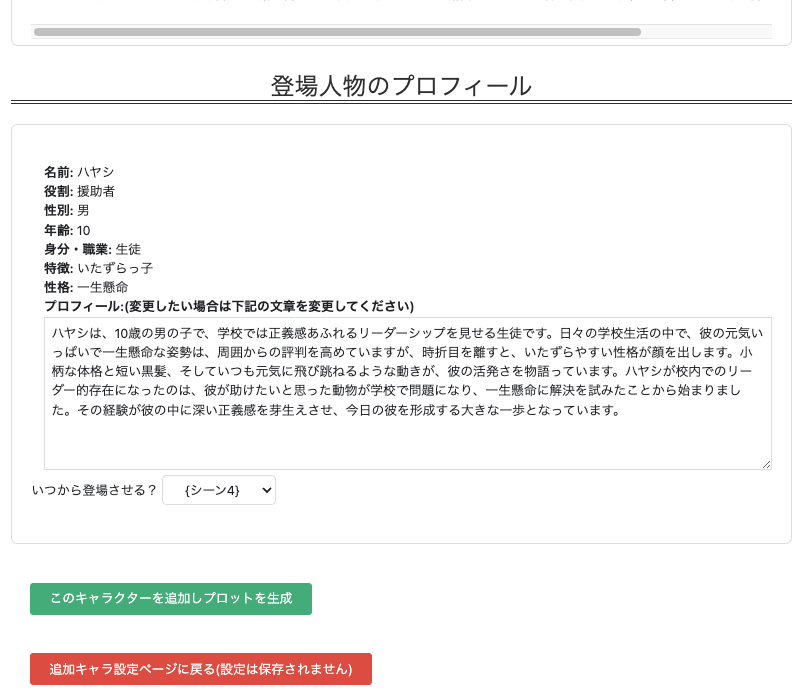 登場人物のプロフィール
名前: ハヤシ
役割: 援助者
性別: 男
年齢: 10
身分・職業: 生徒
特徴: いたずらっ子
性格: 一生懸命
プロフィール:(変更したい場合は下記の文章を変更してください)
ハヤシは、10歳の男の子で、学校では正義感あふれるリーダーシップを見せる生徒です。日々の学校生活の中で、彼の元気い
っぱいで一生懸命な姿勢は、周囲からの評判を高めていますが、時折目を離すと、いたずらやすい性格が顔を出します。小
柄な体格と短い黒髪、そしていつも元気に飛び跳ねるような動きが、彼の活発さを物語っています。ハヤシが校内でのリー
ダー的存在になったのは、彼が助けたいと思った動物が学校で問題になり、一生懸命に解決を試みたことから始まりまし
た。その経験が彼の中に深い正義感を芽生えさせ、今日の彼を形成する大きな一歩となっています。
いつから登場させる？ {シーン4}
このキャラクターを追加しプロットを生成
追加キャラ設定ページに戻る(設定は保存されません)